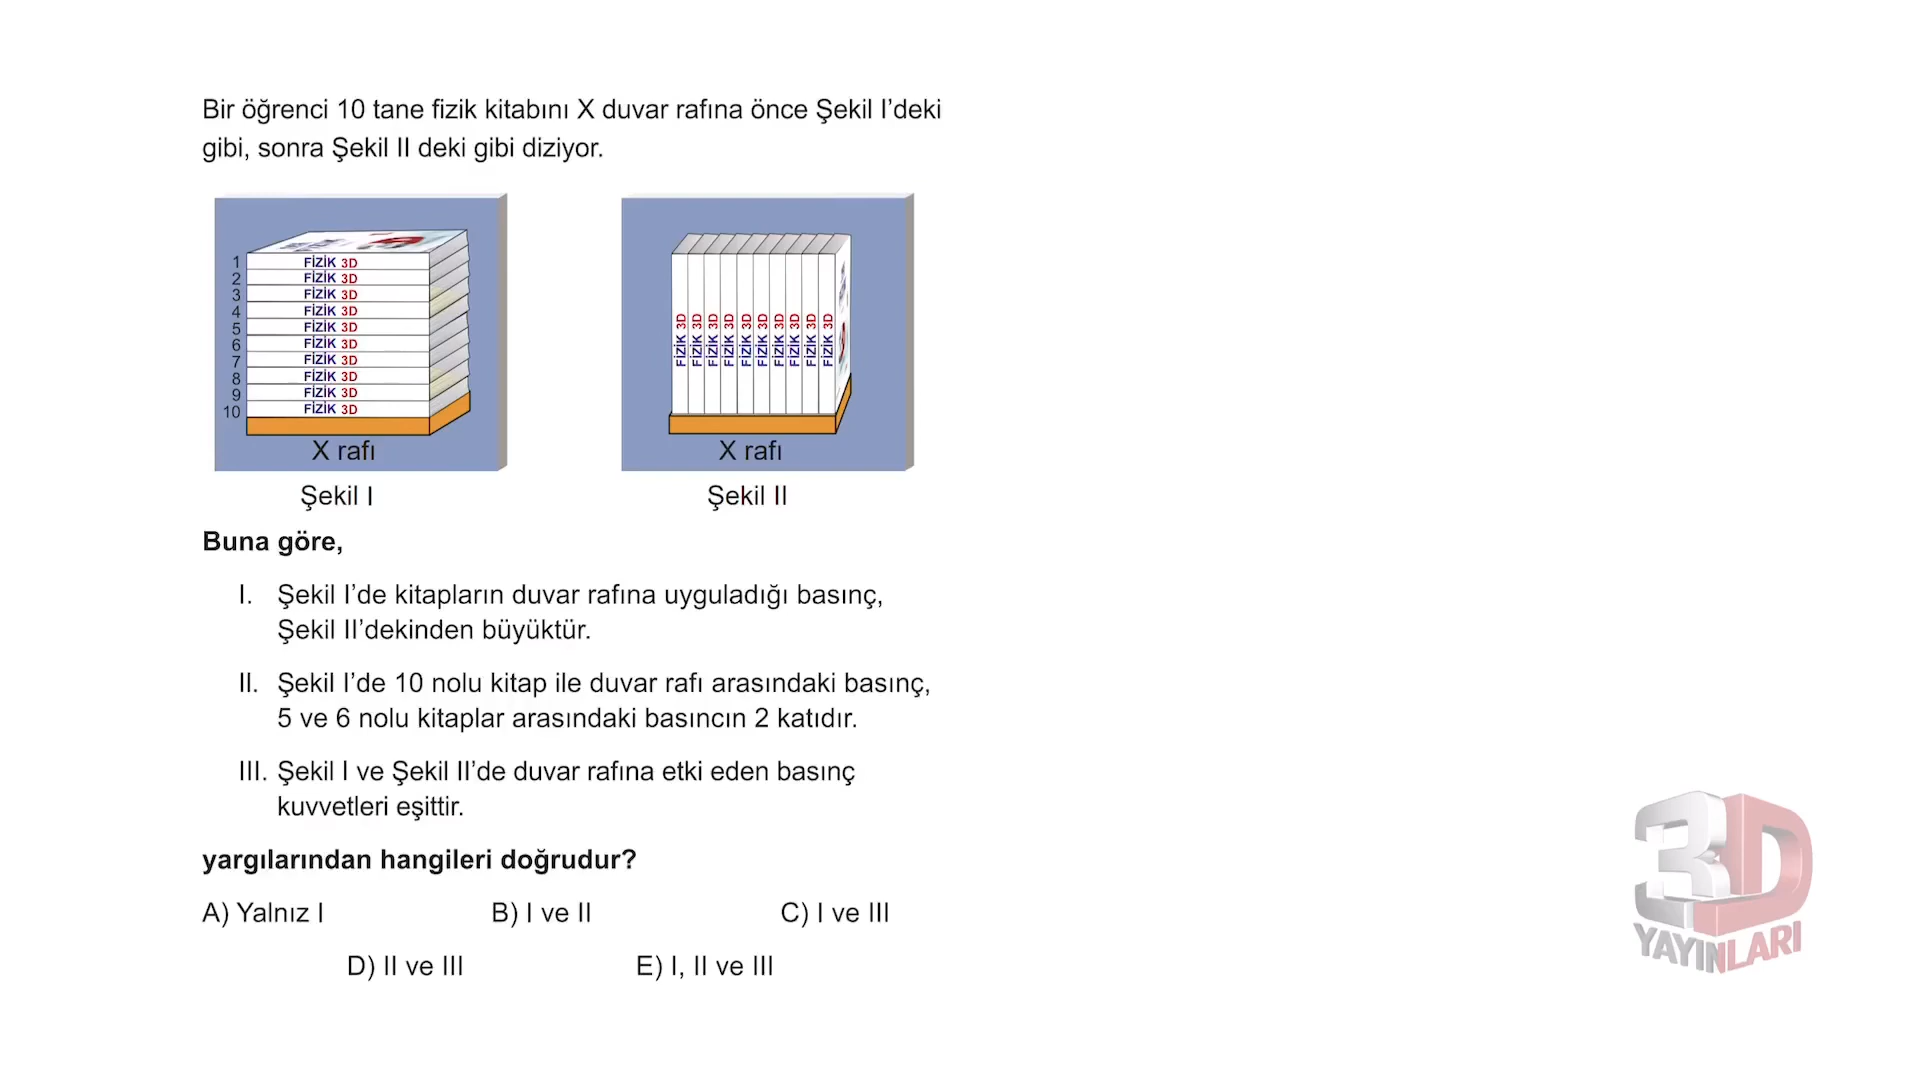 Bir öğrenci 10 tane fizik kitabını X duvar rafına önce Şekil I’deki
gibi, sonra Şekil II deki gibi diziyor.
1 FİZİK 3D
2 FİZİK 3D
3 FİZİK 3D
4 FİZİK 3D
5 FİZİK 3D
6 FİZİK 3D
7 FİZİK 3D
8 FİZİK 3D
9 FİZİK 3D
10 FİZİK 3D
X rafı
Şekil I
FİZİK 3D
FİZİK 3D
FİZİK 3D
FİZİK 3D
FİZİK 3D
FİZİK 3D
FİZİK 3D
FİZİK 3D
FİZİK 3D
FİZİK 3D
X rafı
Şekil II
Buna göre,
I. Şekil I’de kitapların duvar rafına uyguladığı basınç,
Şekil II’dekinden büyüktür.
II. Şekil I’de 10 nolu kitap ile duvar rafı arasındaki basınç,
5 ve 6 nolu kitaplar arasındaki basıncın 2 katıdır.
III. Şekil I ve Şekil II’de duvar rafına etki eden basınç
kuvvetleri eşittir.
yargılarından hangileri doğrudur?
A) Yalnız I B) I ve II C) I ve III
D) II ve III E) I, II ve III
3D
YAYINLARI